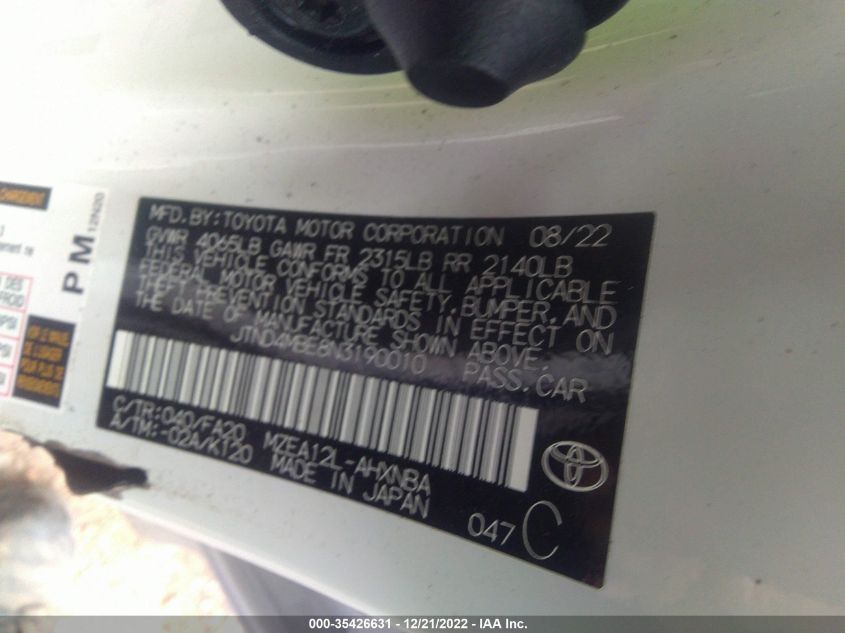 CHARGEMENT
PM
12N20
MFD. BY: TOYOTA MOTOR CORPORATION 08/22
GVWR 4065LB GAWR FR 2315LB RR 2140LB
THIS VEHICLE CONFORMS TO ALL APPLICABLE
FEDERAL MOTOR VEHICLE SAFETY, BUMPER, AND
THEFT PREVENTION STANDARDS IN EFFECT ON
THE DATE OF MANUFACTURE SHOWN ABOVE.
JTND4MBE8N3190010 PASS. CAR
C/TR: 040/FA20 MZEA12L-AHXNBA
A/TM: -02A/K120 MADE IN JAPAN
047 C
000-35426631 - 12/21/2022 - IAA Inc.